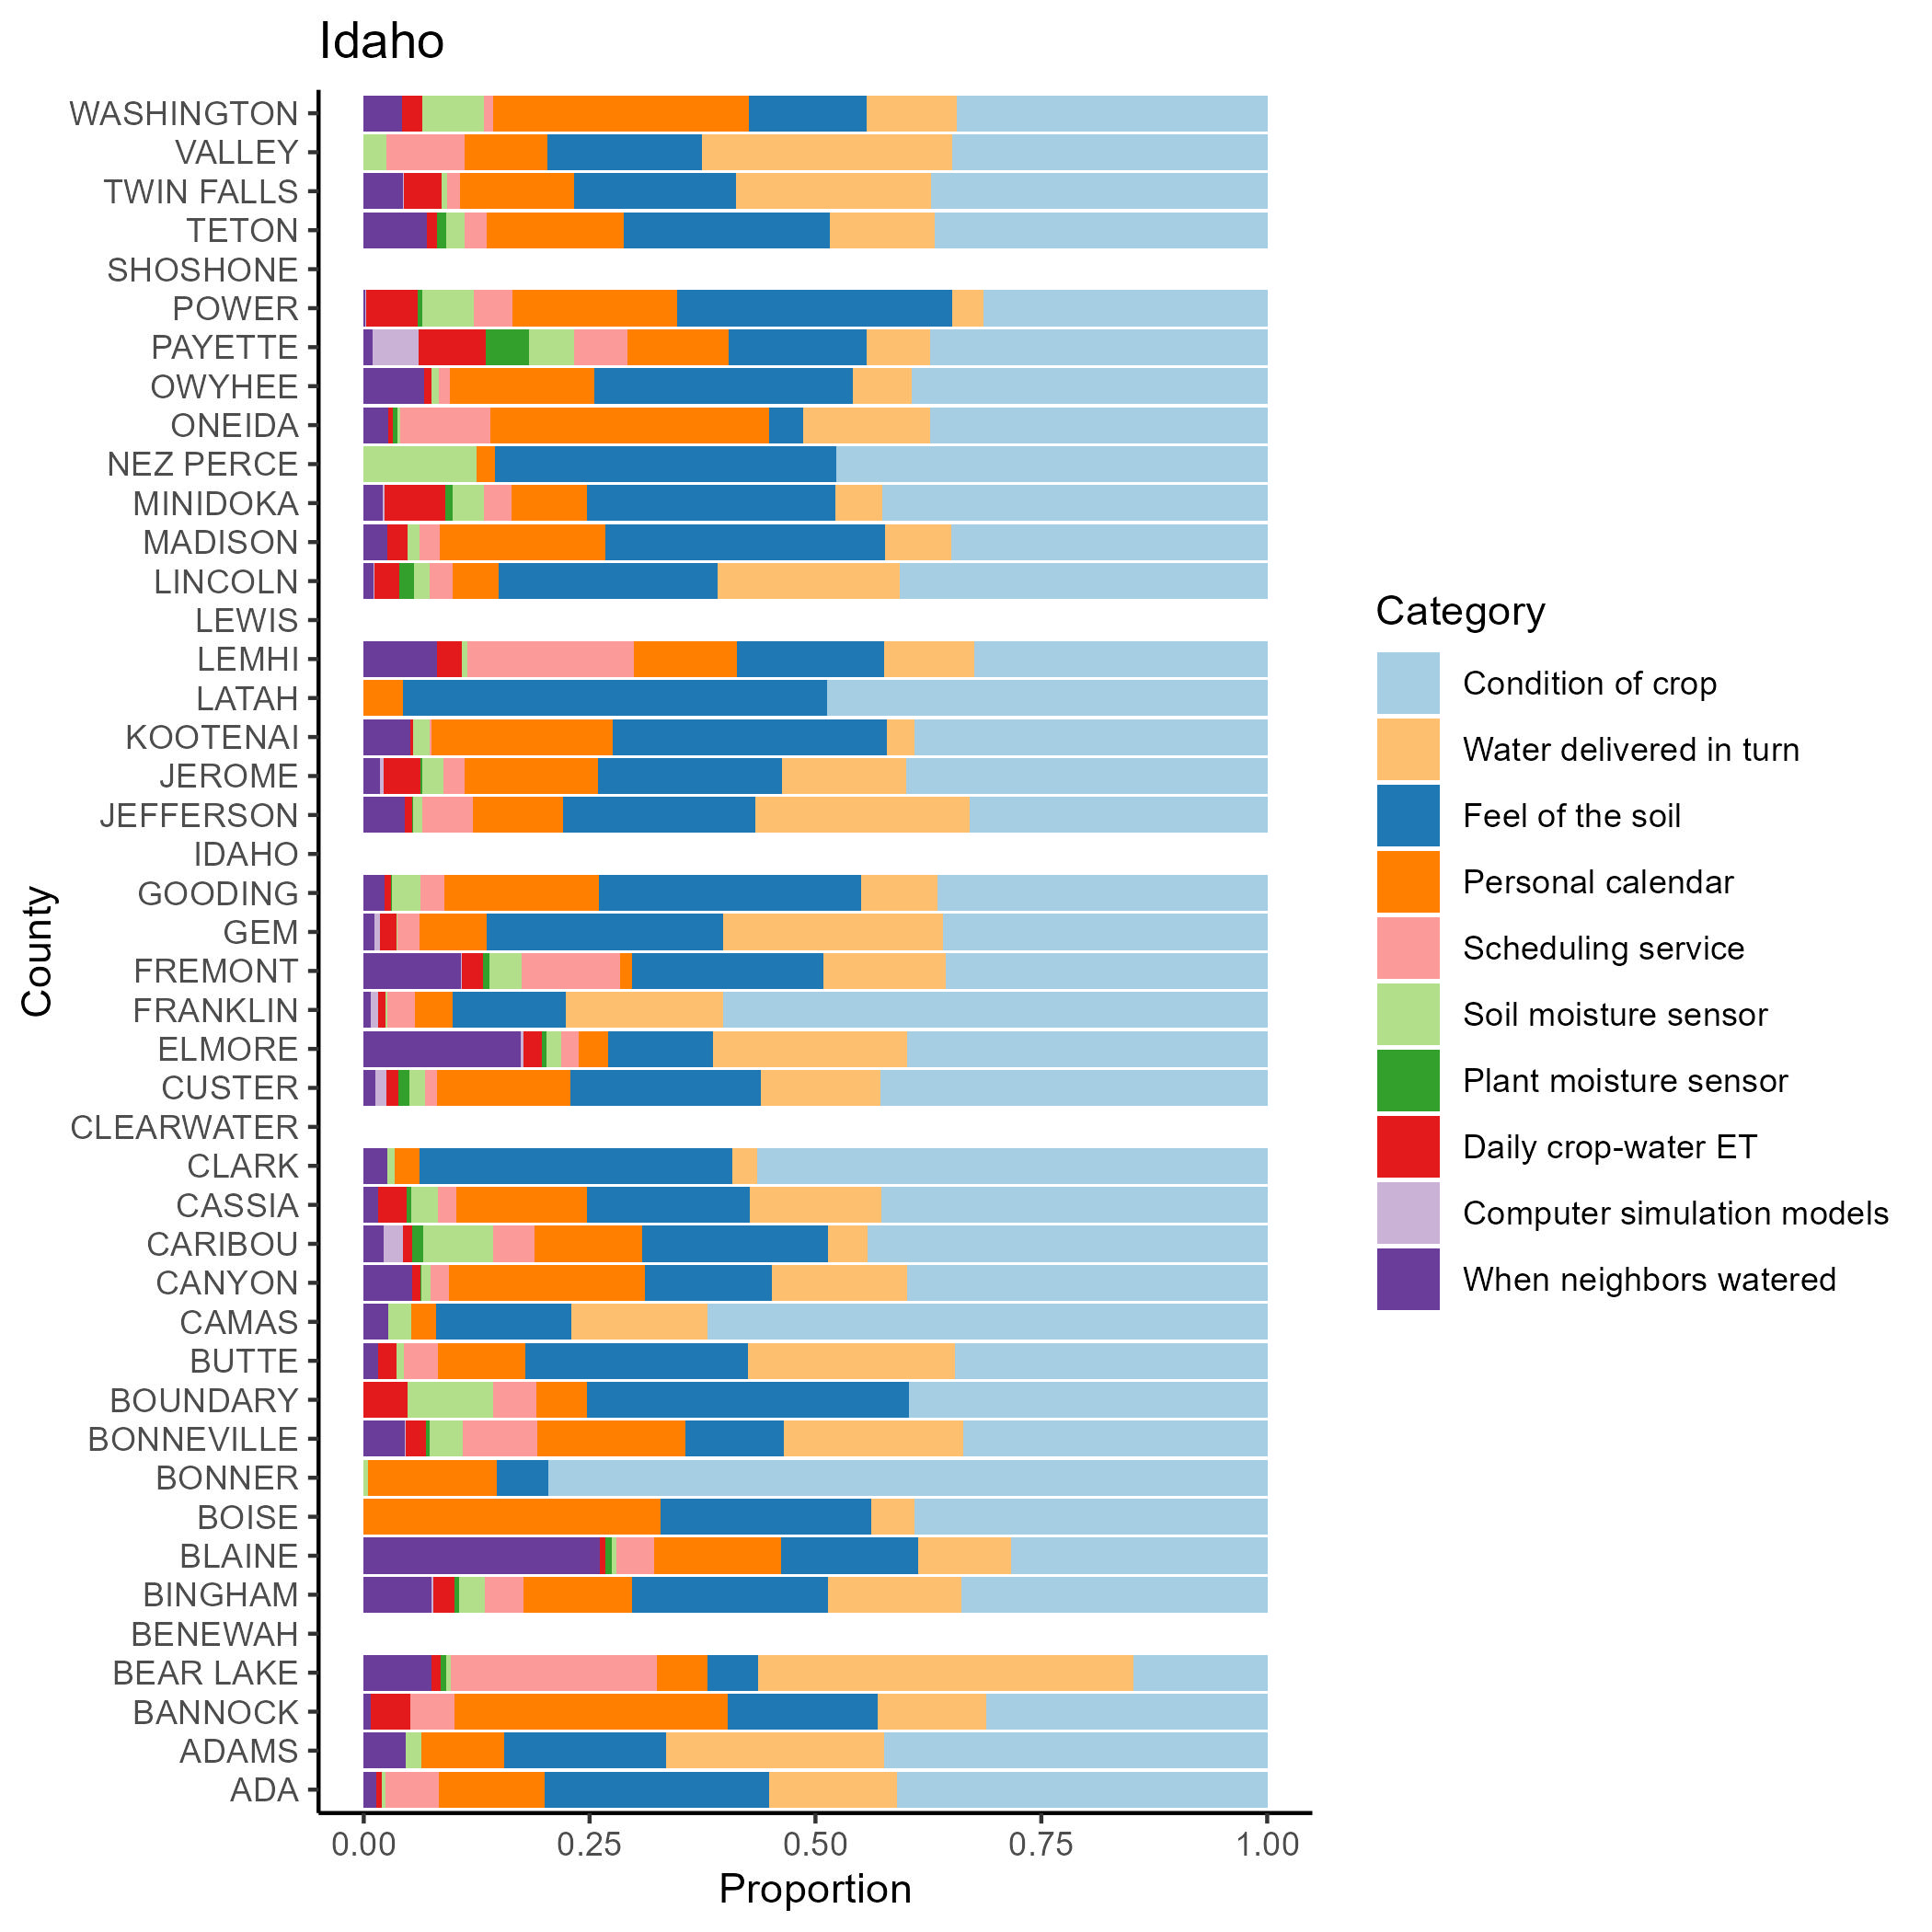 Idaho
WASHINGTON
VALLEY
TWIN FALLS
TETON
SHOSHONE
POWER
PAYETTE
OWYHEE
ONEIDA
NEZ PERCE
MINIDOKA
MADISON
LINCOLN
LEWIS
LEMHI
LATAH
KOOTENAI
JEROME
JEFFERSON
IDAHO
GOODING
GEM
FREMONT
FRANKLIN
ELMORE
CUSTER
CLEARWATER
CLARK
CASSIA
CARIBOU
CANYON
CAMAS
BUTTE
BOUNDARY
BONNEVILLE
BONNER
BOISE
BLAINE
BINGHAM
BENEWAH
BEAR LAKE
BANNOCK
ADAMS
ADA
County
0.00 0.25 0.50 0.75 1.00
Proportion
Category
Condition of crop
Water delivered in turn
Feel of the soil
Personal calendar
Scheduling service
Soil moisture sensor
Plant moisture sensor
Daily crop-water ET
Computer simulation models
When neighbors watered